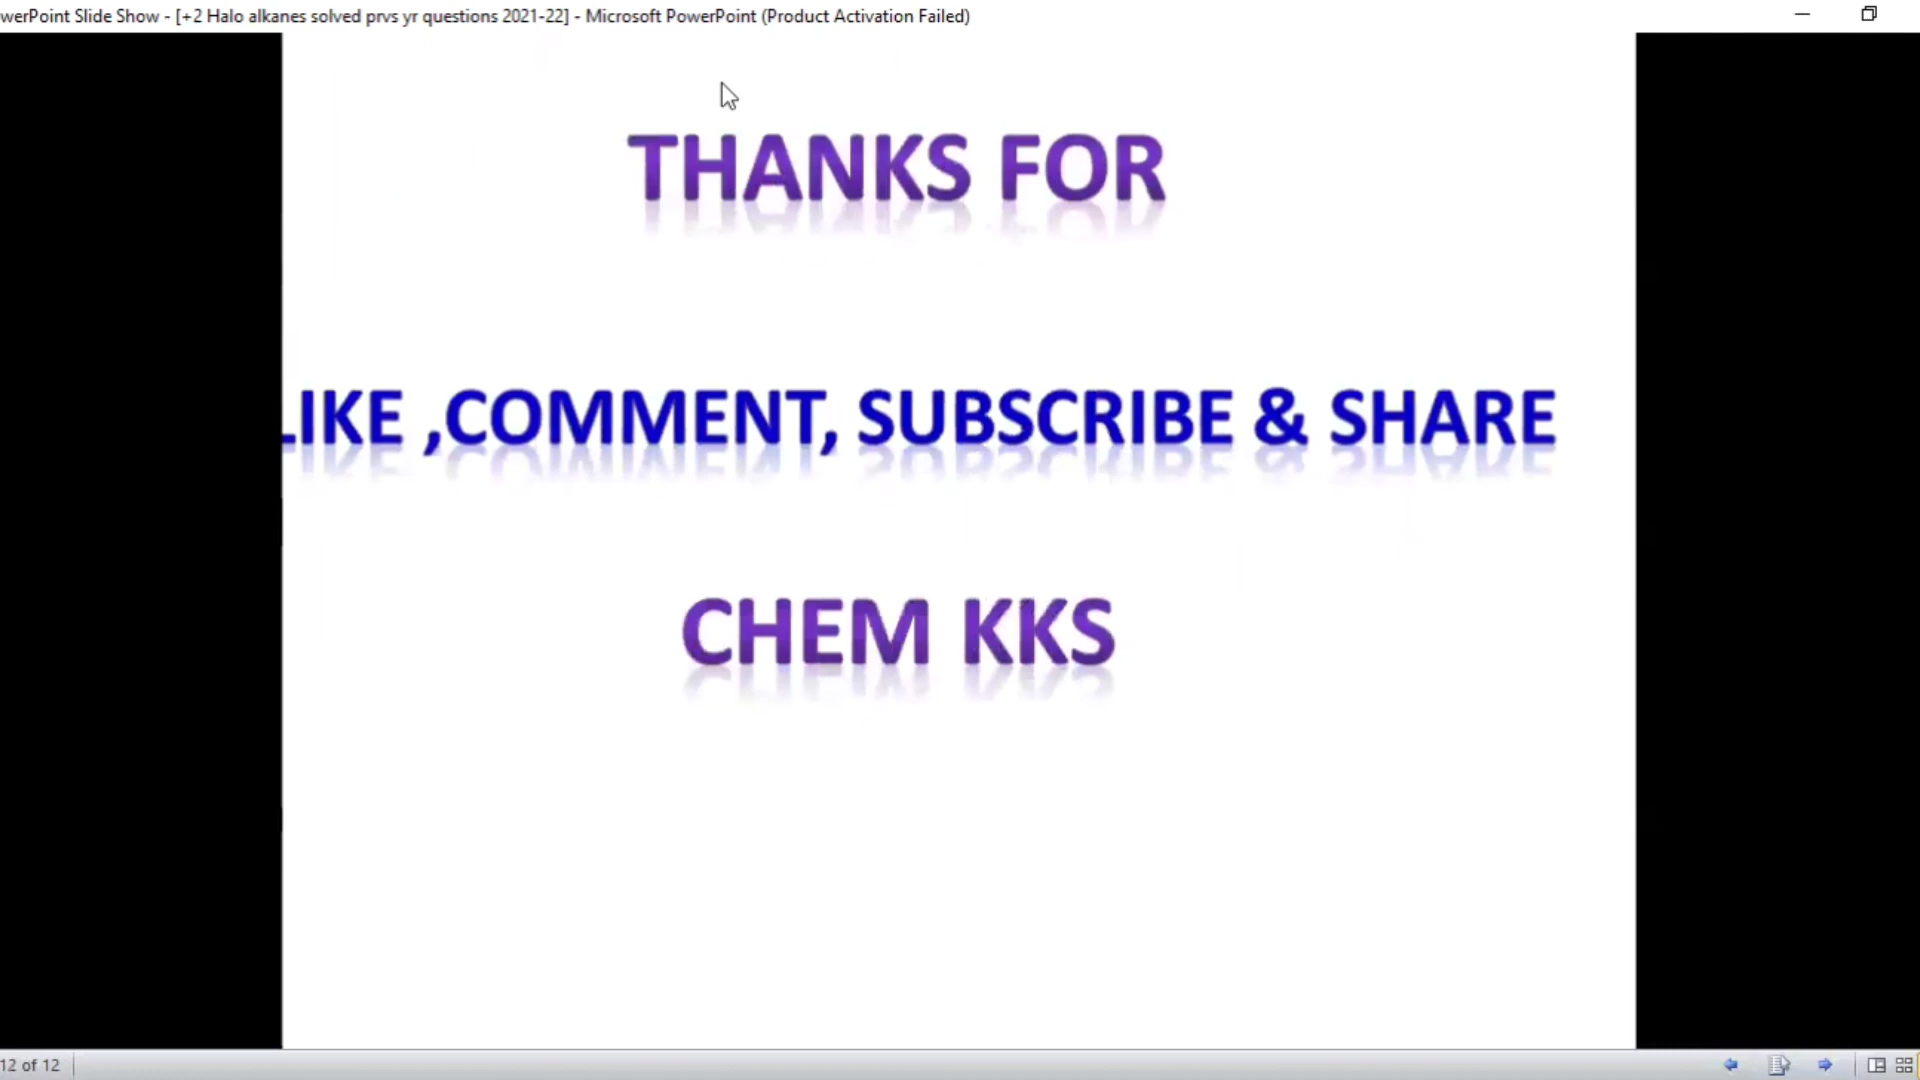 werPoint Slide Show - [+2 Halo alkanes solved prvs yr questions 2021-22] - Microsoft PowerPoint (Product Activation Failed)
THANKS FOR
LIKE ,COMMENT, SUBSCRIBE & SHARE
CHEM KKS
12 of 12